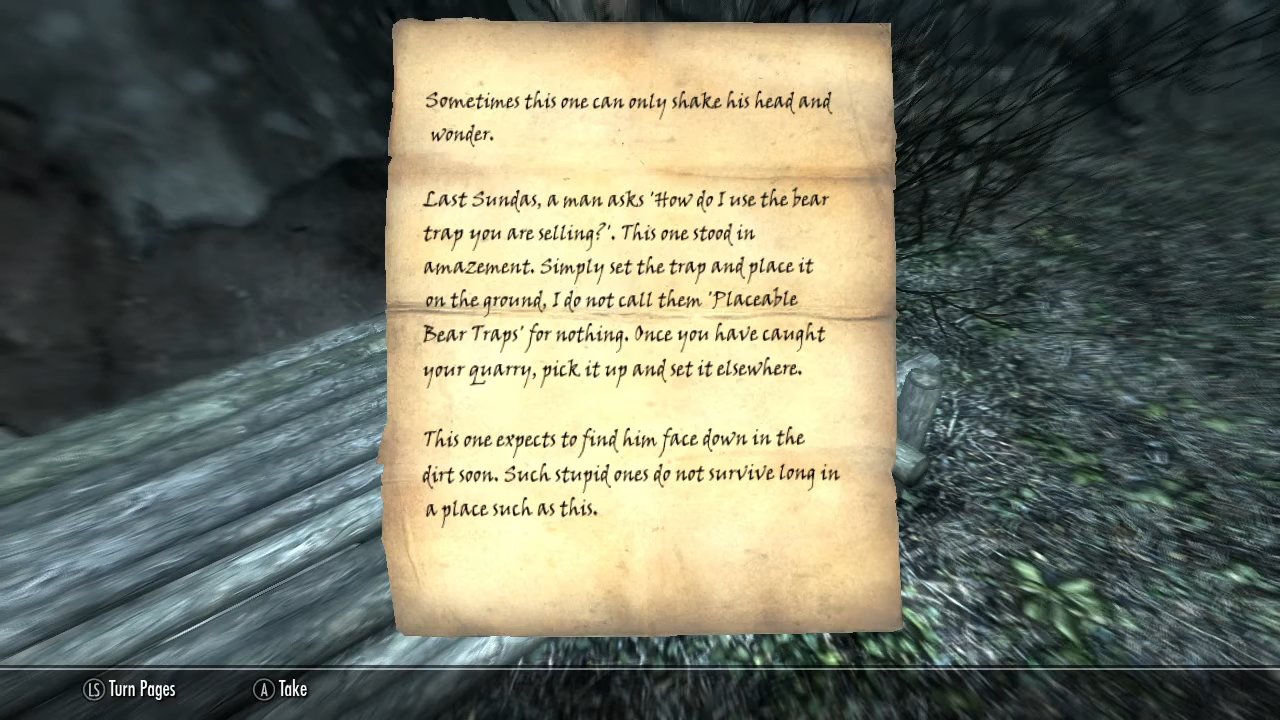 Sometimes this one can only shake his head and
wonder.
Last Sundas, a man asks 'How do I use the bear
trap you are selling?'. This one stood in
amazement. Simply set the trap and place it
on the ground, I do not call them 'Placeable
Bear Traps' for nothing. Once you have caught
your quarry, pick it up and set it elsewhere.
This one expects to find him face down in the
dirt soon. Such stupid ones do not survive long in
a place such as this.
LS Turn Pages A Take